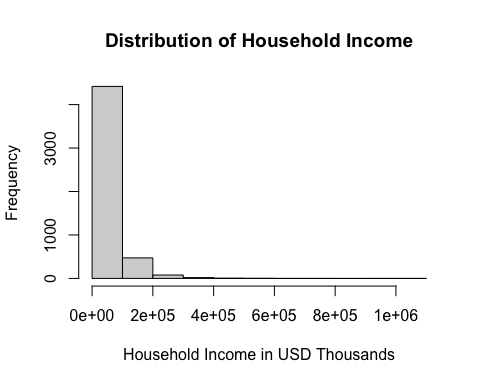 Distribution of Household Income
Frequency
3000
1000
0
0e+00 2e+05 4e+05 6e+05 8e+05 1e+06
Household Income in USD Thousands